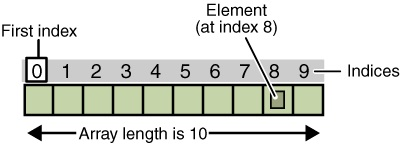 Element
(at index 8)
First index
0 1 2 3 4 5 6 7 8 9
Indices
Array length is 10